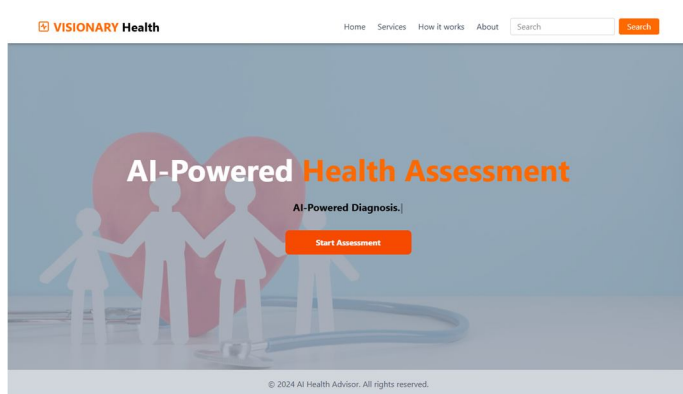 VISIONARY Health
Home Services How it works About Search Search
AI-Powered Health Assessment
AI-Powered Diagnosis.|
Start Assessment
© 2024 AI Health Advisor. All rights reserved.